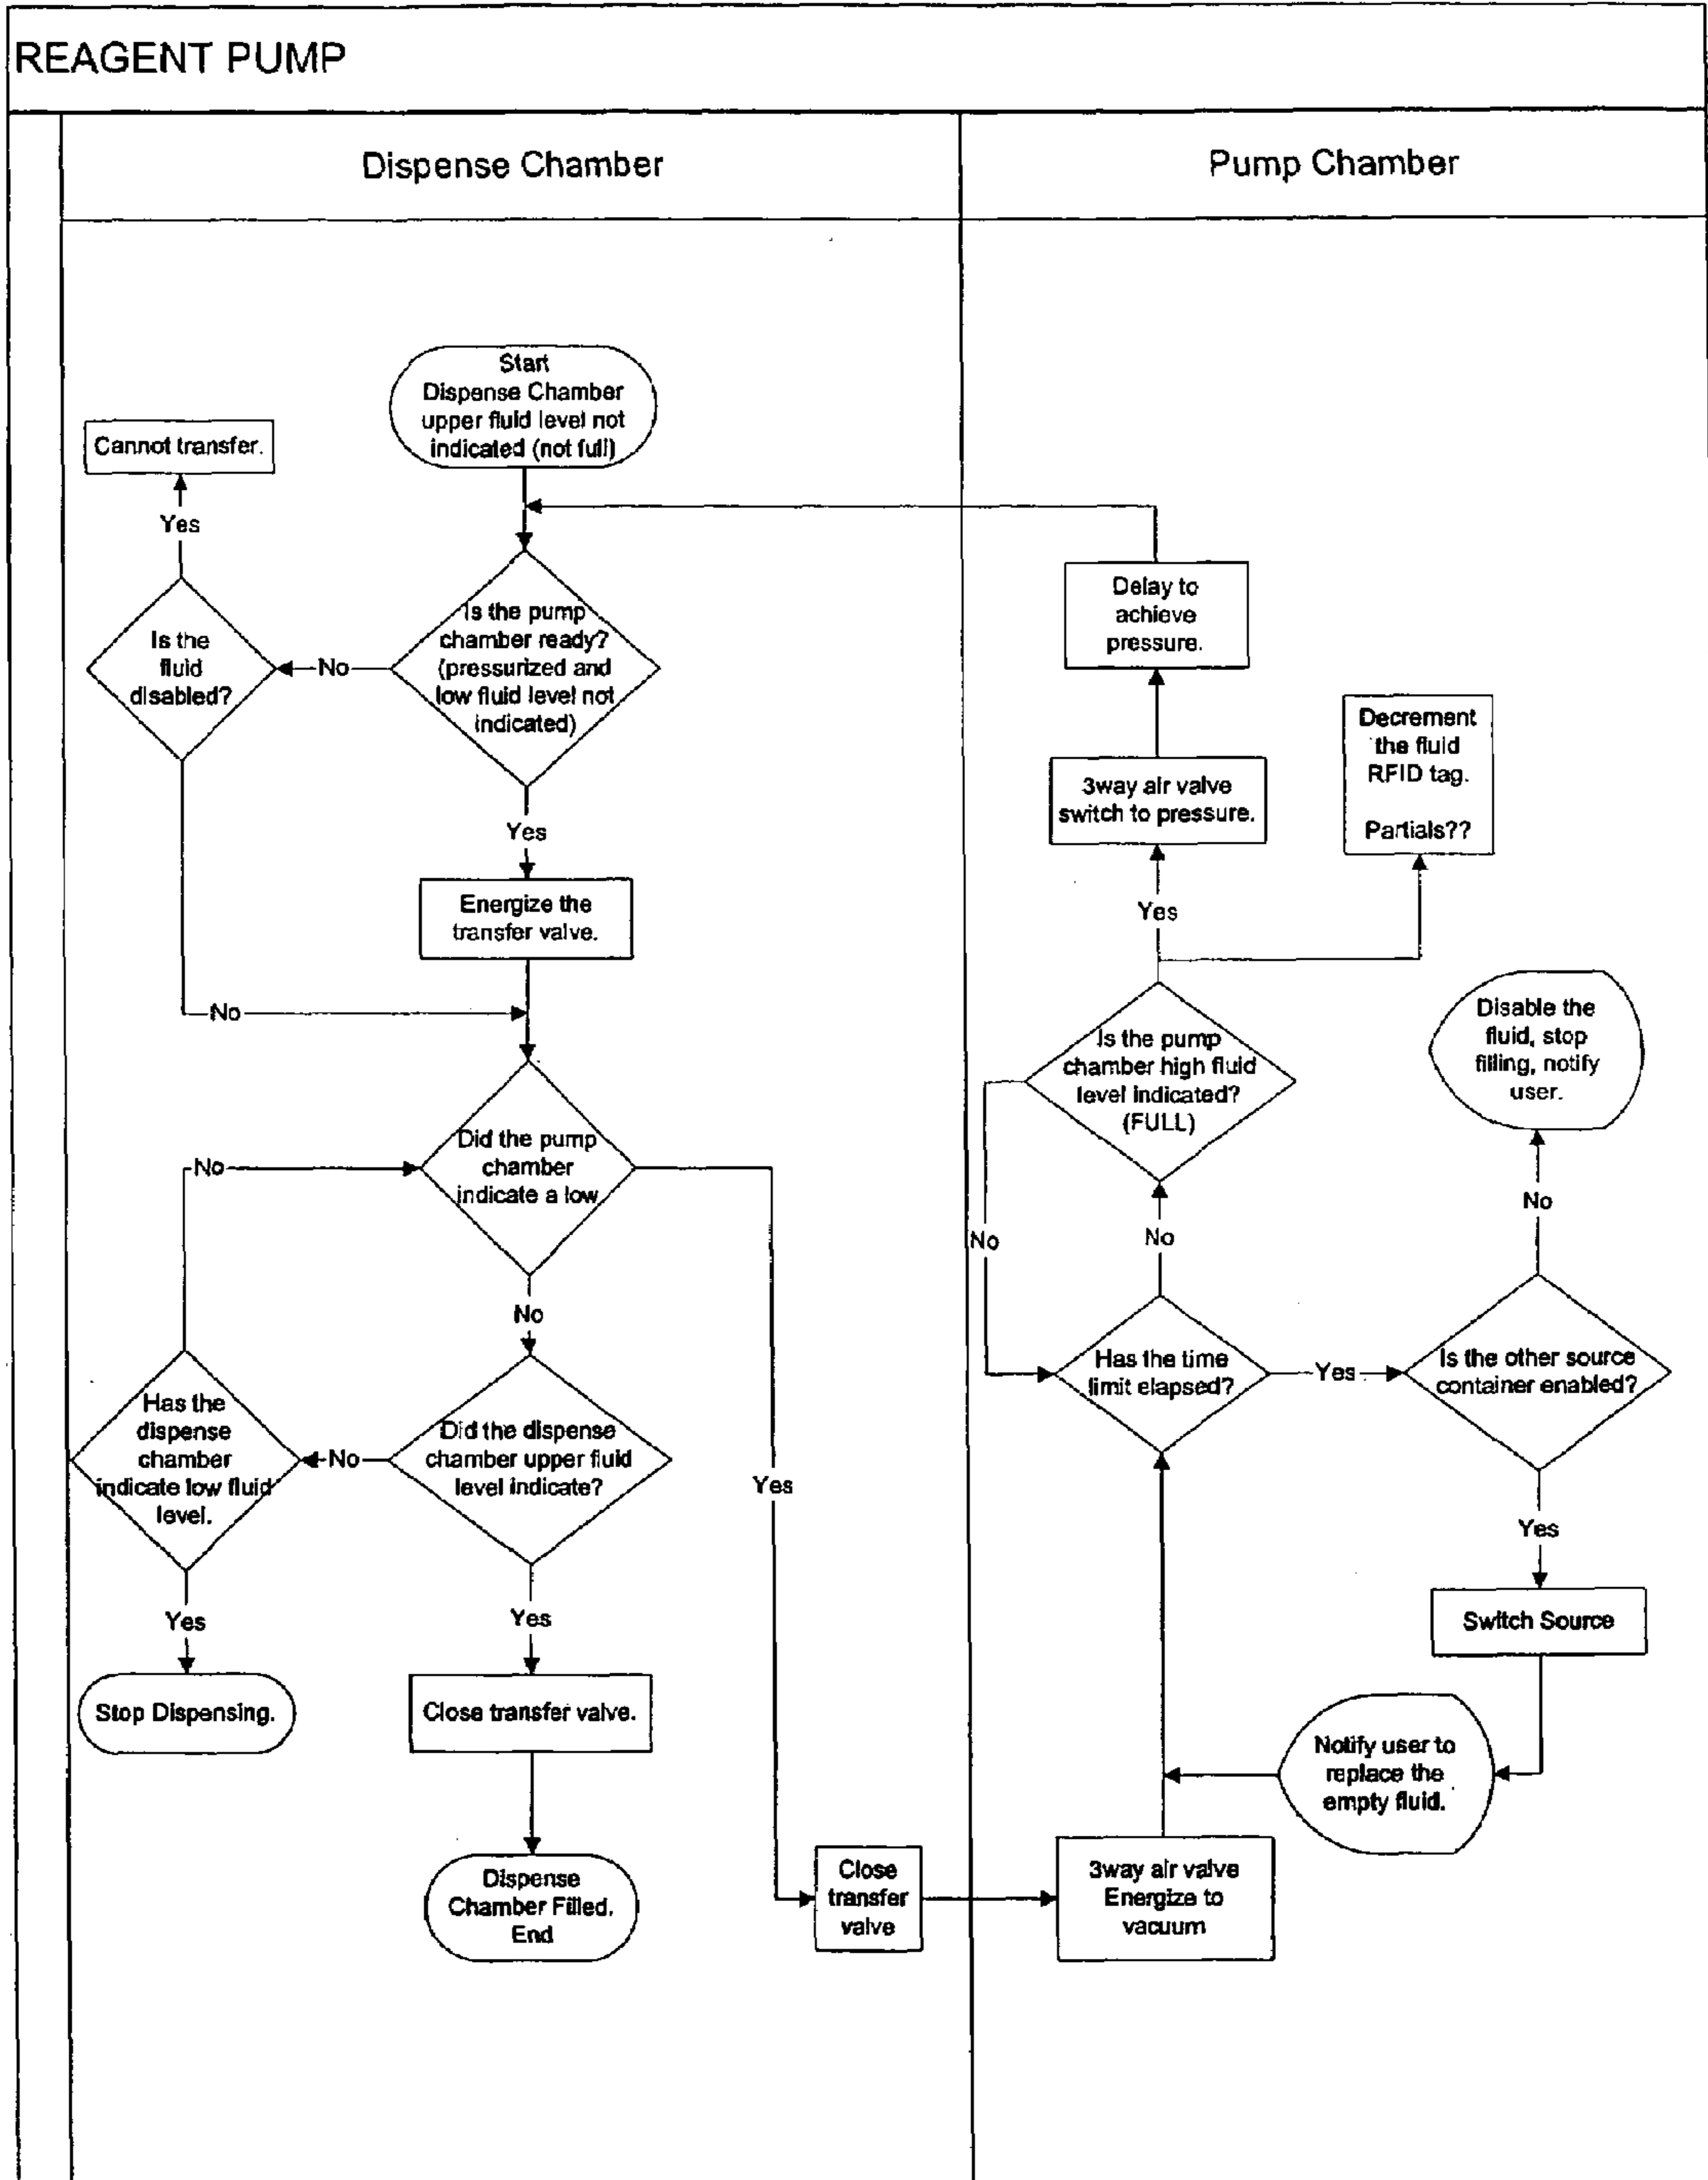 REAGENT PUMP
Dispense Chamber
Pump Chamber
Start
Dispense Chamber
upper fluid level not
indicated (not full)
Cannot transfer.
Yes
Is the
fluid
disabled?
No
Is the pump
chamber ready?
(pressurized and
low fluid level not
indicated)
Yes
Energize the
transfer valve.
No
Did the pump
chamber
indicate a low
No
No
Has the
dispense
chamber
indicate low fluid
level.
No
Did the dispense
chamber upper fluid
level indicate?
Yes
Yes
Yes
Stop Dispensing.
Close transfer valve.
Dispense
Chamber Filled.
End
Close
transfer
valve
Delay to
achieve
pressure.
3way air valve
switch to pressure.
Decrement
the fluid
RFID tag.
Partials??
Yes
Is the pump
chamber high fluid
level indicated?
(FULL)
Disable the
fluid, stop
filling, notify
user.
No
No
No
Has the time
limit elapsed?
Yes
Is the other source
container enabled?
Yes
Switch Source
Notify user to
replace the
empty fluid.
3way air valve
Energize to
vacuum